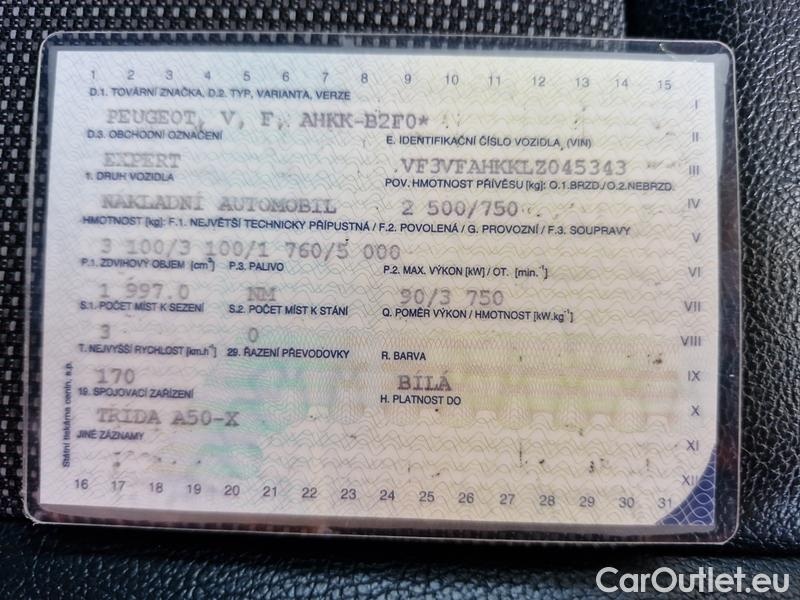 1 2 3 4 5 6 7 8 9 10 11 12 13 14 15
D.1. TOVÁRNÍ ZNAČKA, D.2. TYP, VARIANTA, VERZE
I
PEUGEOT, V, F, AHKK-B2F0*
D.3. OBCHODNÍ OZNAČENÍ
E. IDENTIFIKAČNÍ ČÍSLO VOZIDLA, (VIN)
II
EXPERT
VF3VFAHKKLZ045343
III
1. DRUH VOZIDLA
POV. HMOTNOST PŘÍVĚSU [kg]: O.1.BRZD./O.2.NEBRZD.
NÁKLADNÍ AUTOMOBIL
2 500/750
IV
HMOTNOST [kg]: F.1. NEJVĚTŠÍ TECHNICKY PŘÍPUSTNÁ / F.2. POVOLENÁ / G. PROVOZNÍ / F.3. SOUPRAVY
V
3 100/3 100/1 760/5 000
P.1. ZDVIHOVÝ OBJEM [cm³]
P.3. PALIVO
P.2. MAX. VÝKON [kW] / OT. [min.⁻¹]
VI
1 997.0
NM
90/3 750
S.1. POČET MÍST K SEZENÍ
S.2. POČET MÍST K STÁNÍ
Q. POMĚR VÝKON / HMOTNOST [kW.kg⁻¹]
VII
3
0
VIII
T. NEJVYŠŠÍ RYCHLOST [km.h⁻¹]
29. ŘAZENÍ PŘEVODOVKY
R. BARVA
170
BÍLÁ
IX
19. SPOJOVACÍ ZAŘÍZENÍ
H. PLATNOST DO
TŘÍDA A50-X
X
JINÉ ZÁZNAMY
XI
XII
Státní tiskárna cenin, s.p.
16 17 18 19 20 21 22 23 24 25 26 27 28 29 30 31
CarOutlet.eu